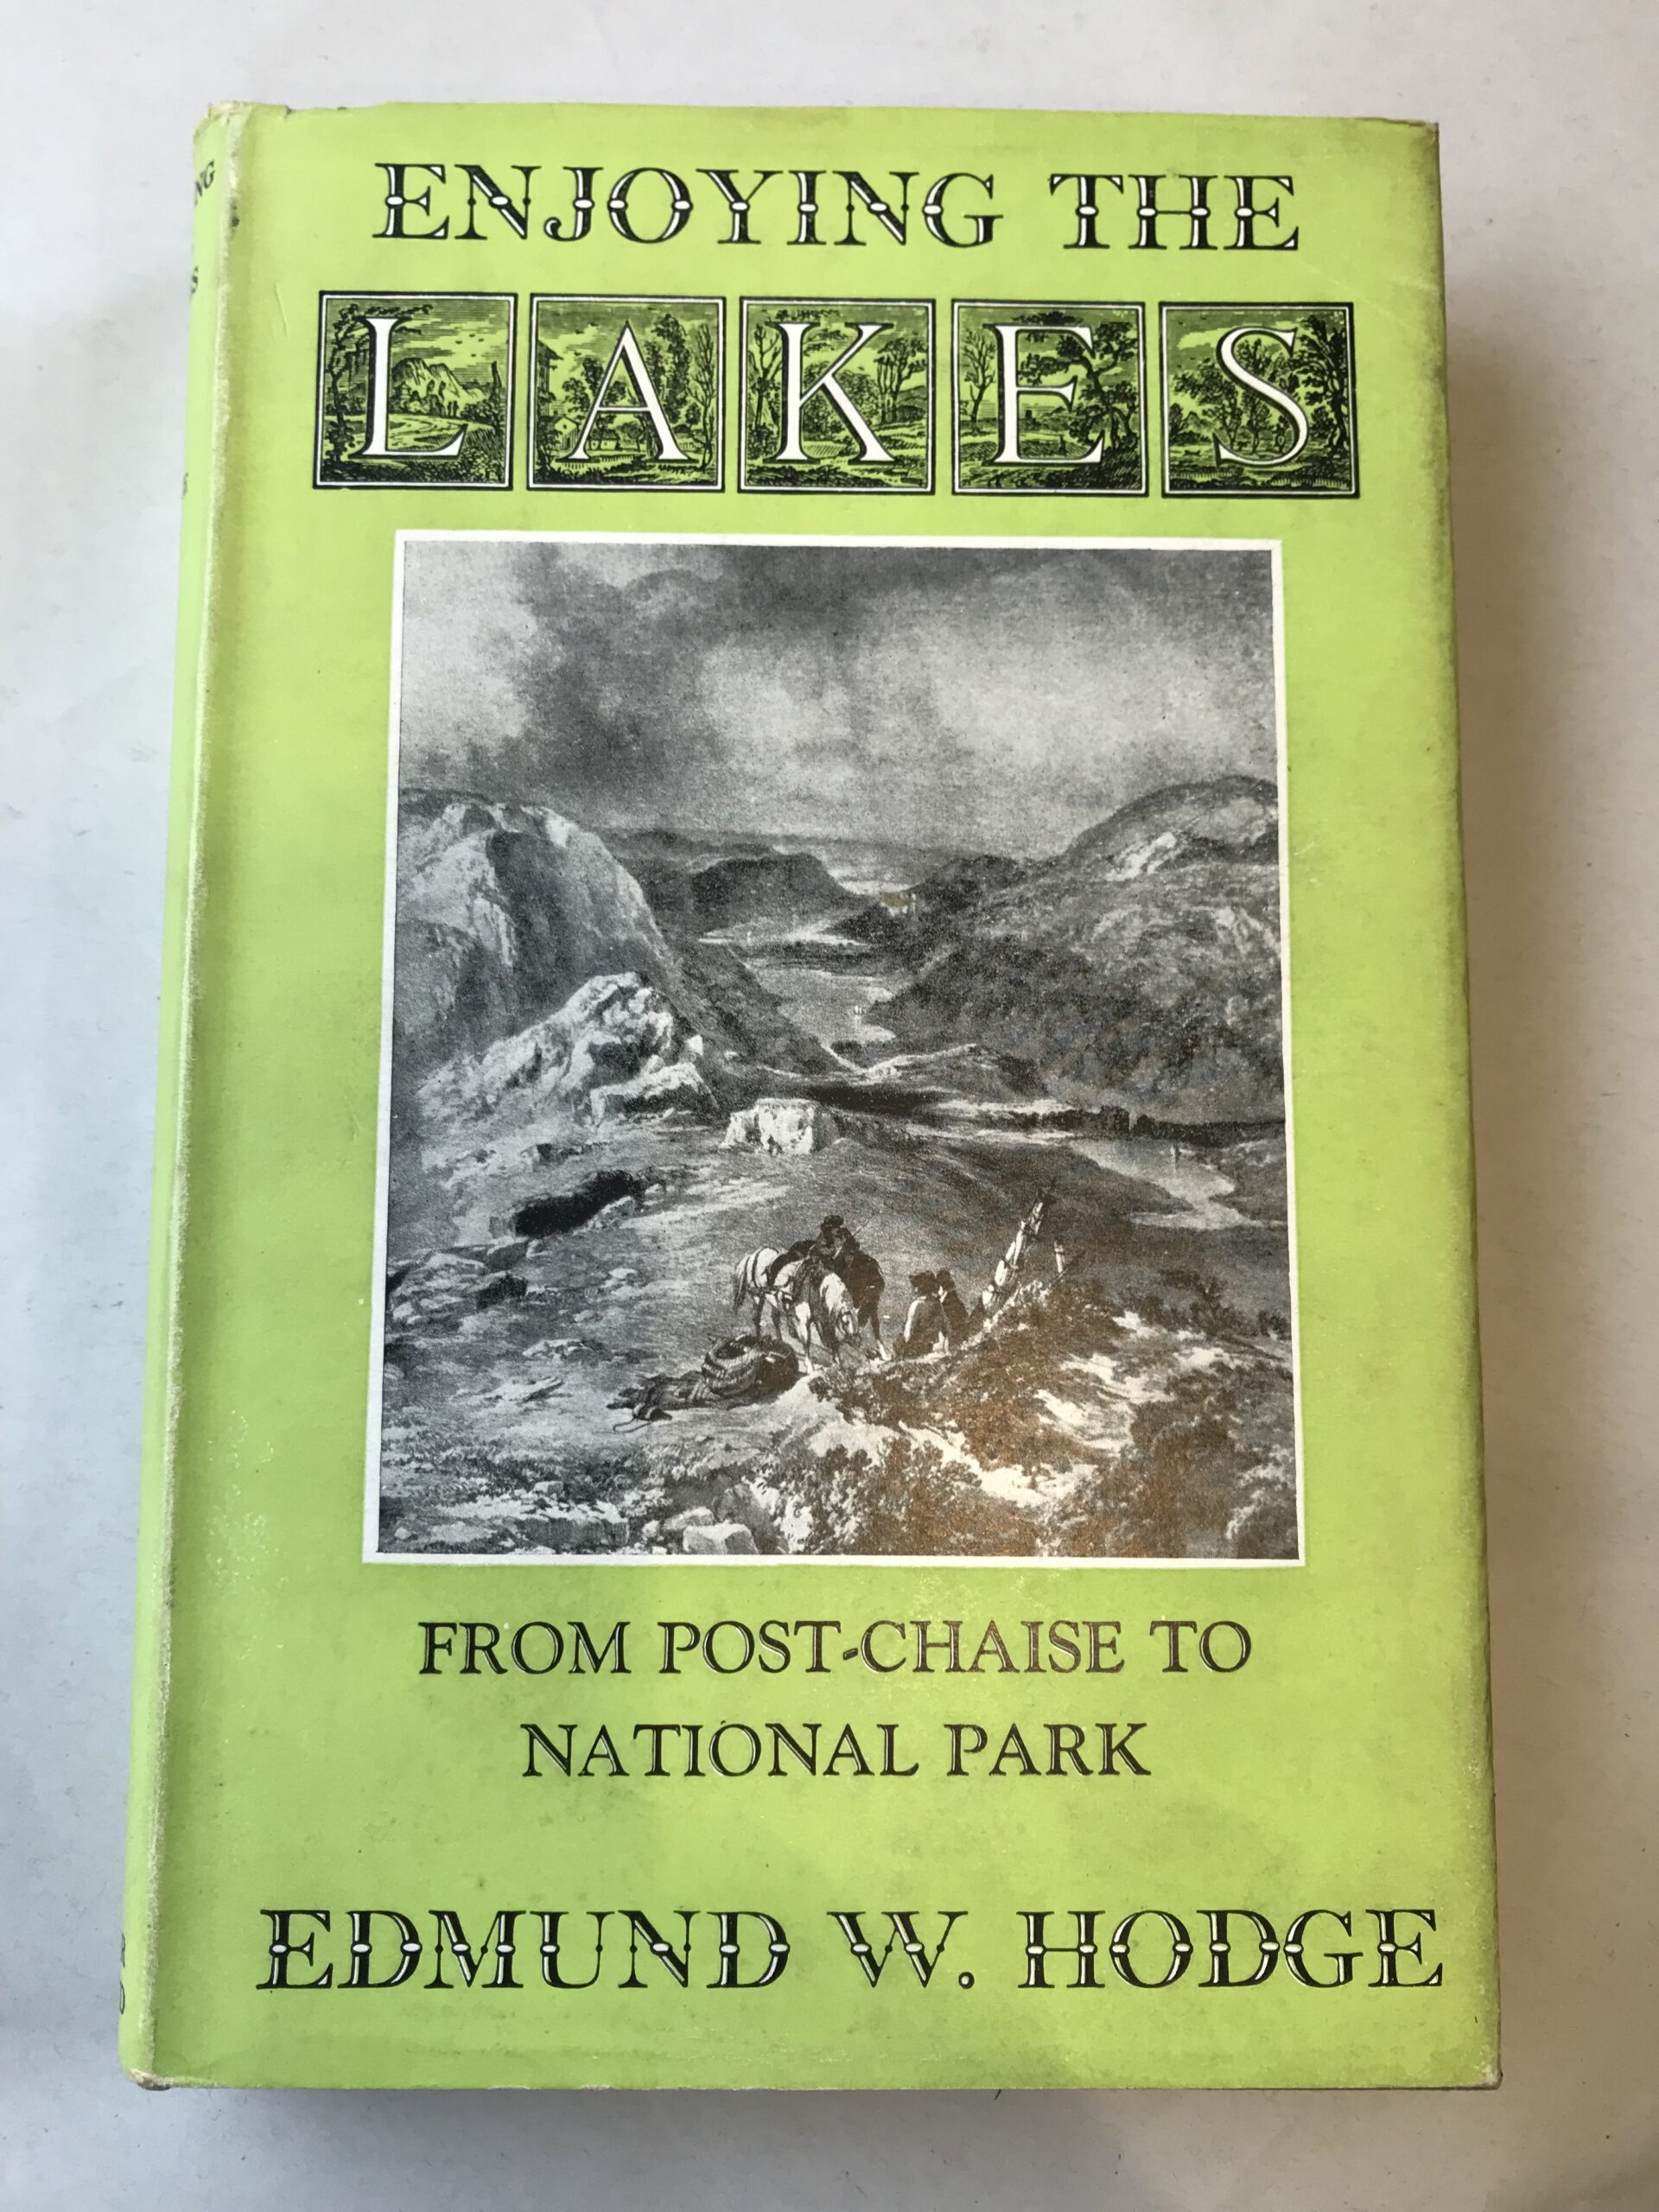 ENJOYING THE
LAKES
FROM POST-CHAISE TO
NATIONAL PARK
EDMUND W. HODGE